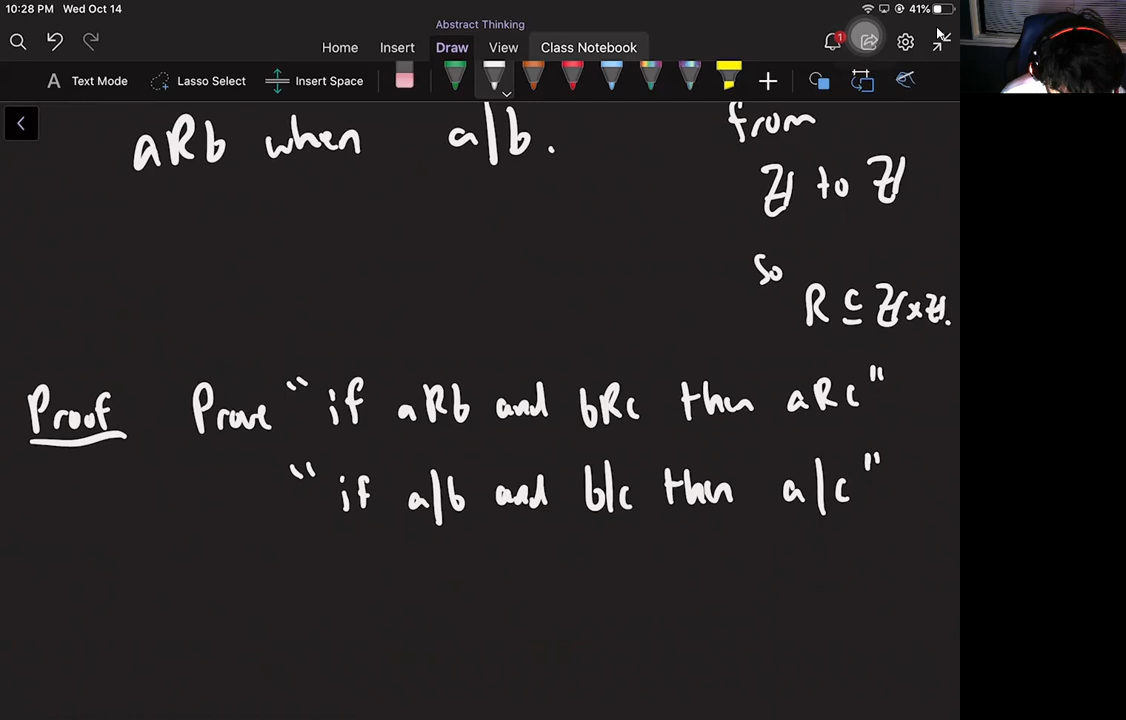 10:28 PM Wed Oct 14
41%
Abstract Thinking
Home Insert Draw View Class Notebook
1
A Text Mode Lasso Select Insert Space
aRb when a|b.
from
ℤ to ℤ
so
R ⊆ ℤ×ℤ.
Proof Prove "if aRb and bRc then aRc"
"if a|b and b|c then a|c"